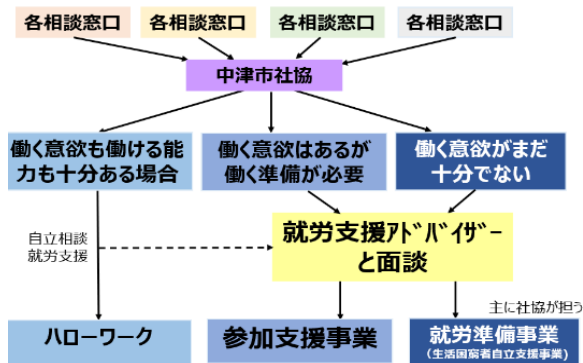 各相談窓口
各相談窓口
各相談窓口
各相談窓口
中津市社協
働く意欲も働ける能
力も十分ある場合
働く意欲はあるが
働く準備が必要
働く意欲がまだ
十分でない
自立相談
就労支援
就労支援ｱﾄﾞﾊﾞｲｻﾞｰ
と面談
主に社協が担う
ハローワーク
参加支援事業
就労準備事業
（生活困窮者自立支援事業）